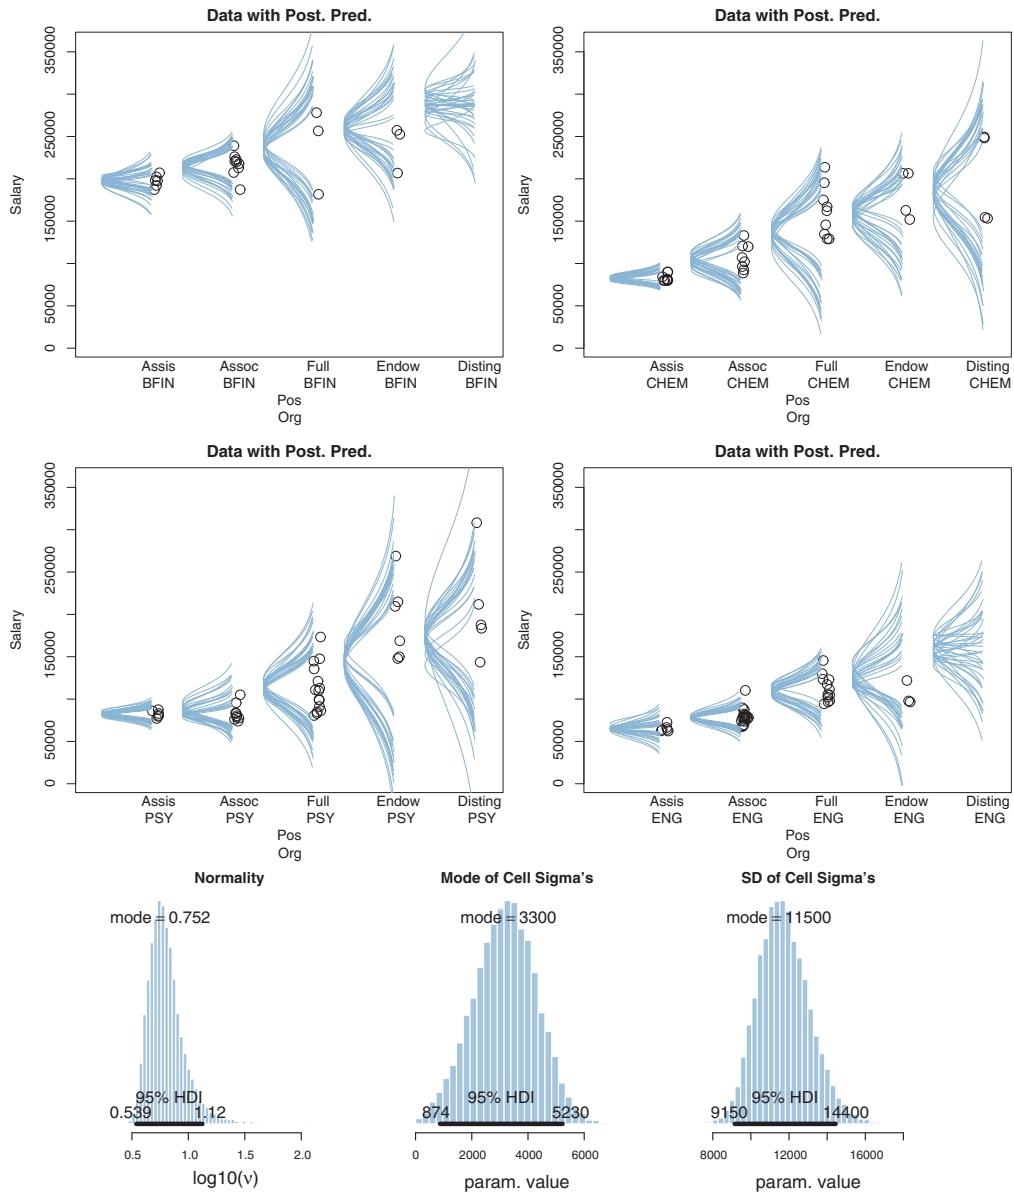 Data with Post. Pred.
Salary
0 50000 150000 250000 350000
Assis Assoc Full Endow Disting
BFIN BFIN BFIN BFIN BFIN
Pos
Org
Data with Post. Pred.
Salary
0 50000 150000 250000 350000
Assis Assoc Full Endow Disting
CHEM CHEM CHEM CHEM CHEM
Pos
Org
Data with Post. Pred.
Salary
0 50000 150000 250000 350000
Assis Assoc Full Endow Disting
PSY PSY PSY PSY PSY
Pos
Org
Data with Post. Pred.
Salary
0 50000 150000 250000 350000
Assis Assoc Full Endow Disting
ENG ENG ENG ENG ENG
Pos
Org
Normality
mode = 0.752
95% HDI
0.539 1.12
0.5 1.0 1.5 2.0
log10(ν)
Mode of Cell Sigma's
mode = 3300
95% HDI
874 5230
0 2000 4000 6000
param. value
SD of Cell Sigma's
mode = 11500
95% HDI
9150 14400
8000 12000 16000
param. value